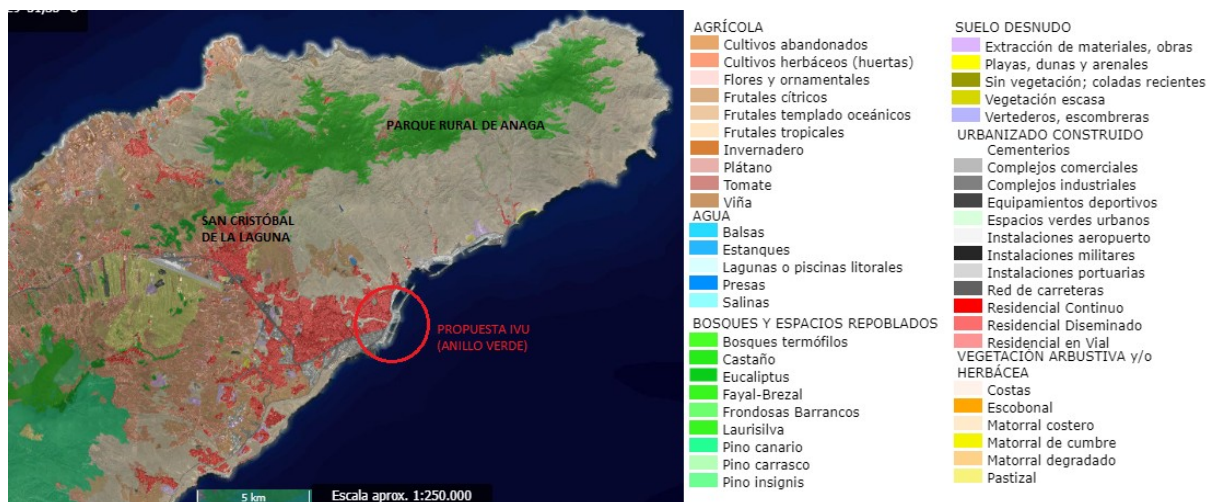 PARQUE RURAL DE ANAGA
SAN CRISTÓBAL
DE LA LAGUNA
PROPUESTA IVU
(ANILLO VERDE)
5 km
Escala aprox. 1:250.000
AGRÍCOLA
Cultivos abandonados
Cultivos herbáceos (huertas)
Flores y ornamentales
Frutales cítricos
Frutales templado oceánicos
Frutales tropicales
Invernadero
Plátano
Tomate
Viña
AGUA
Balsas
Estanques
Lagunas o piscinas litorales
Presas
Salinas
BOSQUES Y ESPACIOS REPOBLADOS
Bosques termófilos
Castaño
Eucaliptus
Fayal-Brezal
Frondosas Barrancos
Laurisilva
Pino canario
Pino carrasco
Pino insignis
SUELO DESNUDO
Extracción de materiales, obras
Playas, dunas y arenales
Sin vegetación; coladas recientes
Vegetación escasa
Vertederos, escombreras
URBANIZADO CONSTRUIDO
Cementerios
Complejos comerciales
Complejos industriales
Equipamientos deportivos
Espacios verdes urbanos
Instalaciones aeropuerto
Instalaciones militares
Instalaciones portuarias
Red de carreteras
Residencial Continuo
Residencial Diseminado
Residencial en Vial
VEGETACIÓN ARBUSTIVA y/o
HERBÁCEA
Costas
Escobonal
Matorral costero
Matorral de cumbre
Matorral degradado
Pastizal